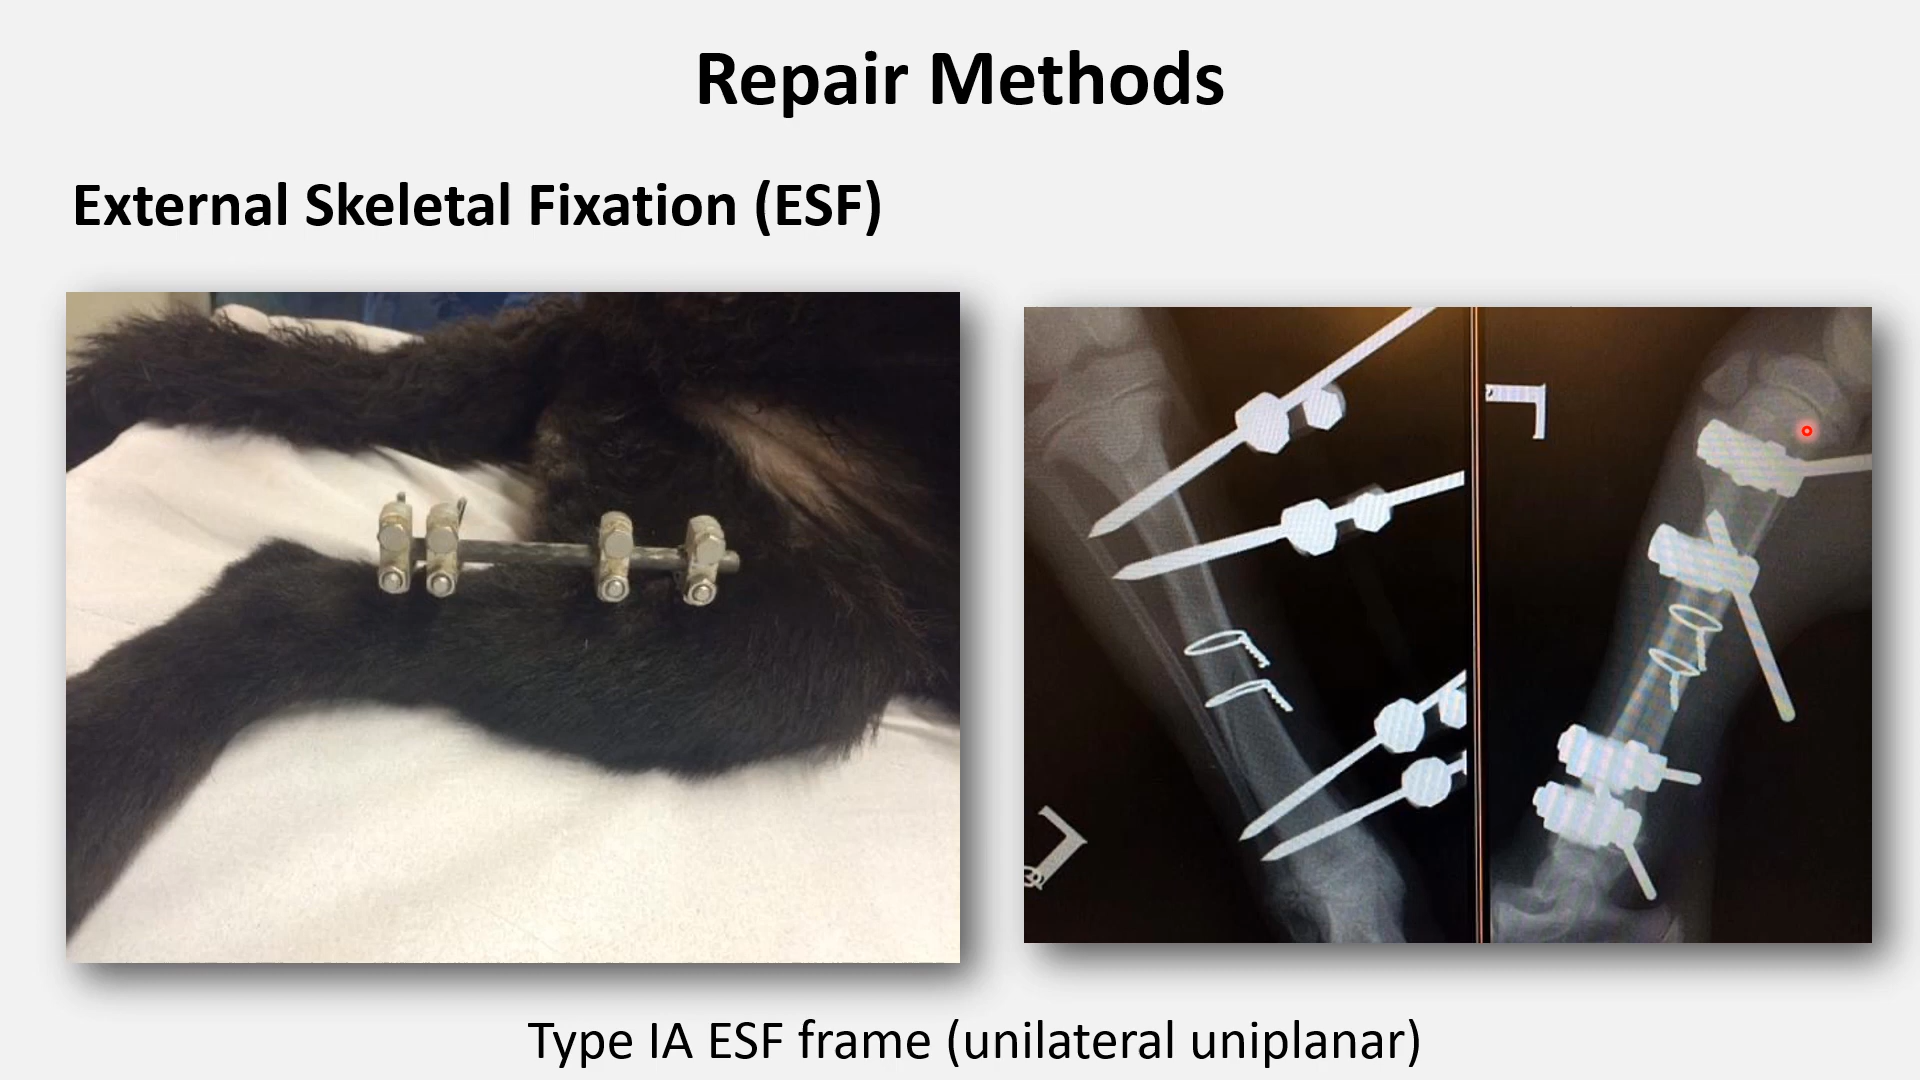 Repair Methods
External Skeletal Fixation (ESF)
L
L
Type IA ESF frame (unilateral uniplanar)